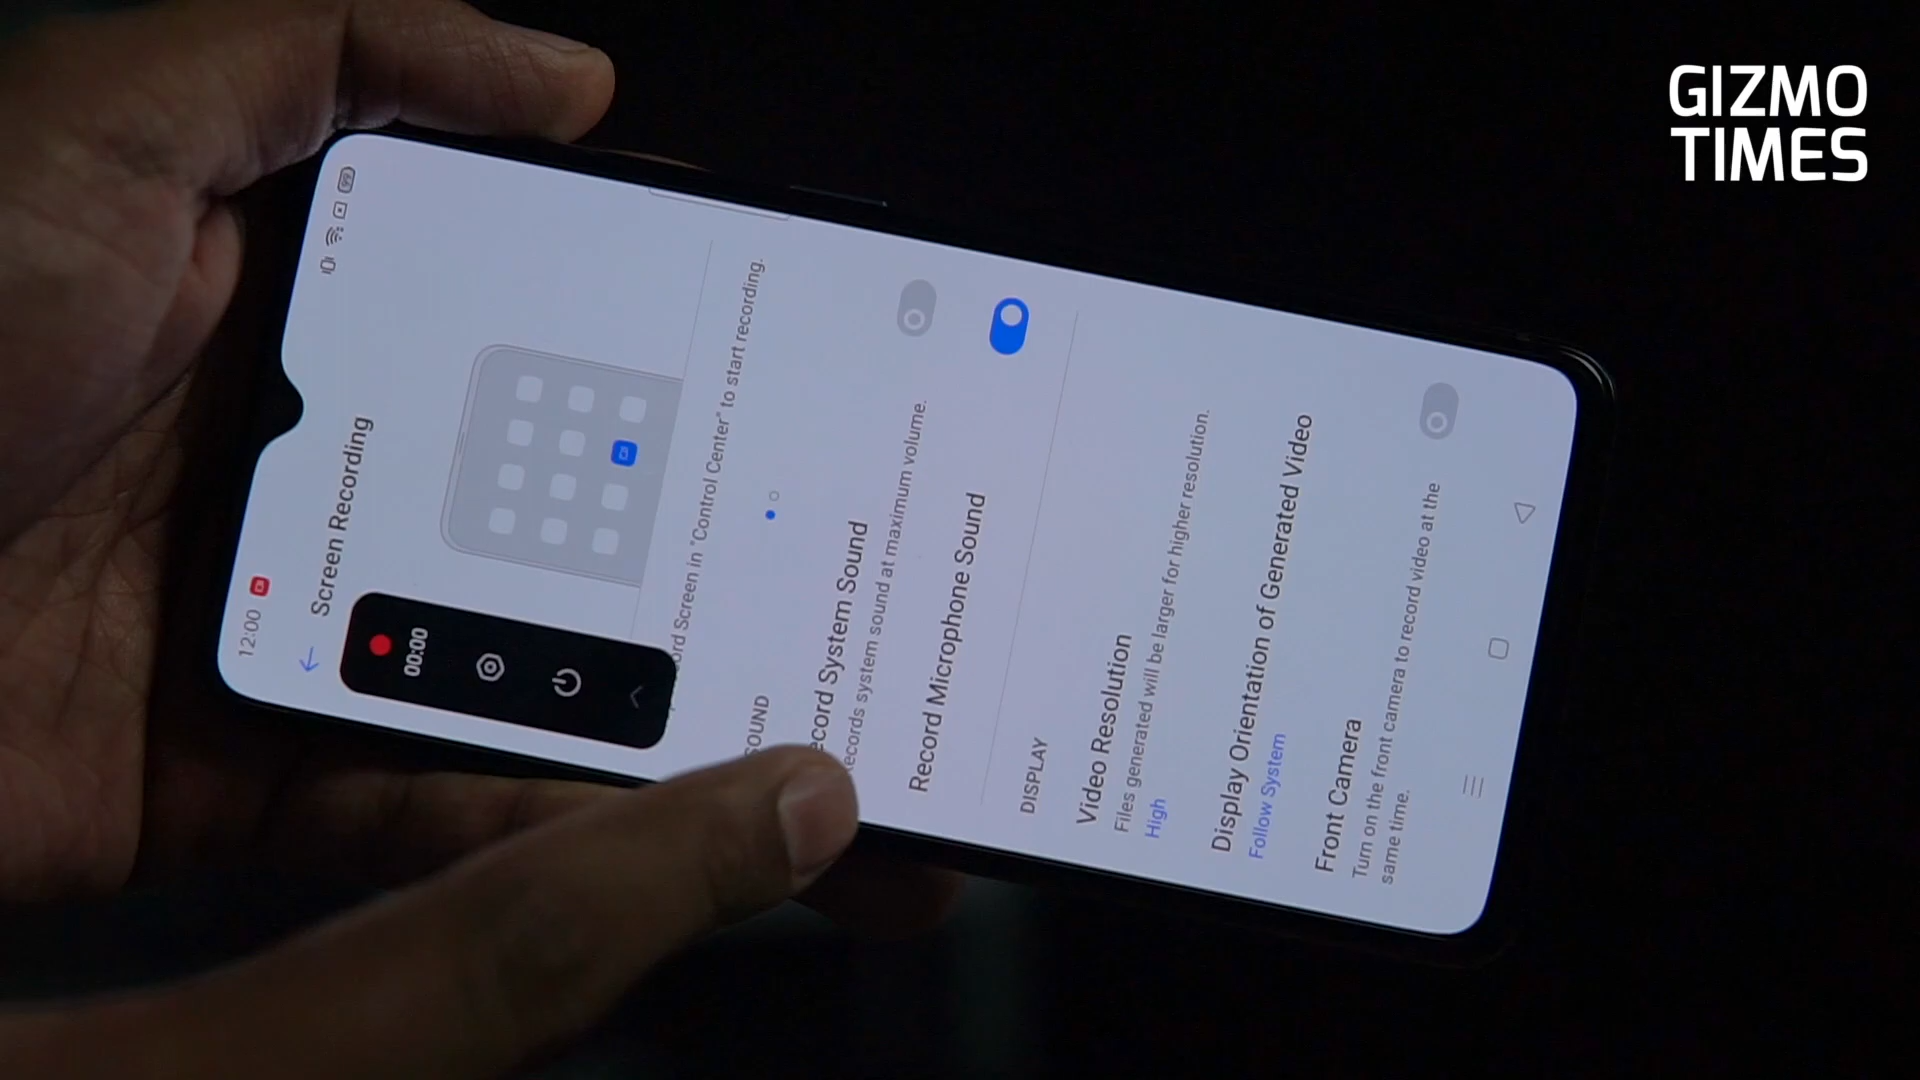 GIZMO
TIMES
12:00
99
Screen Recording
00:00
Screen in "Control Center" to start recording.
SOUND
Record System Sound
Records system sound at maximum volume.
Record Microphone Sound
DISPLAY
Video Resolution
Files generated will be larger for higher resolution.
High
Display Orientation of Generated Video
Follow System
Front Camera
Turn on the front camera to record video at the
same time.